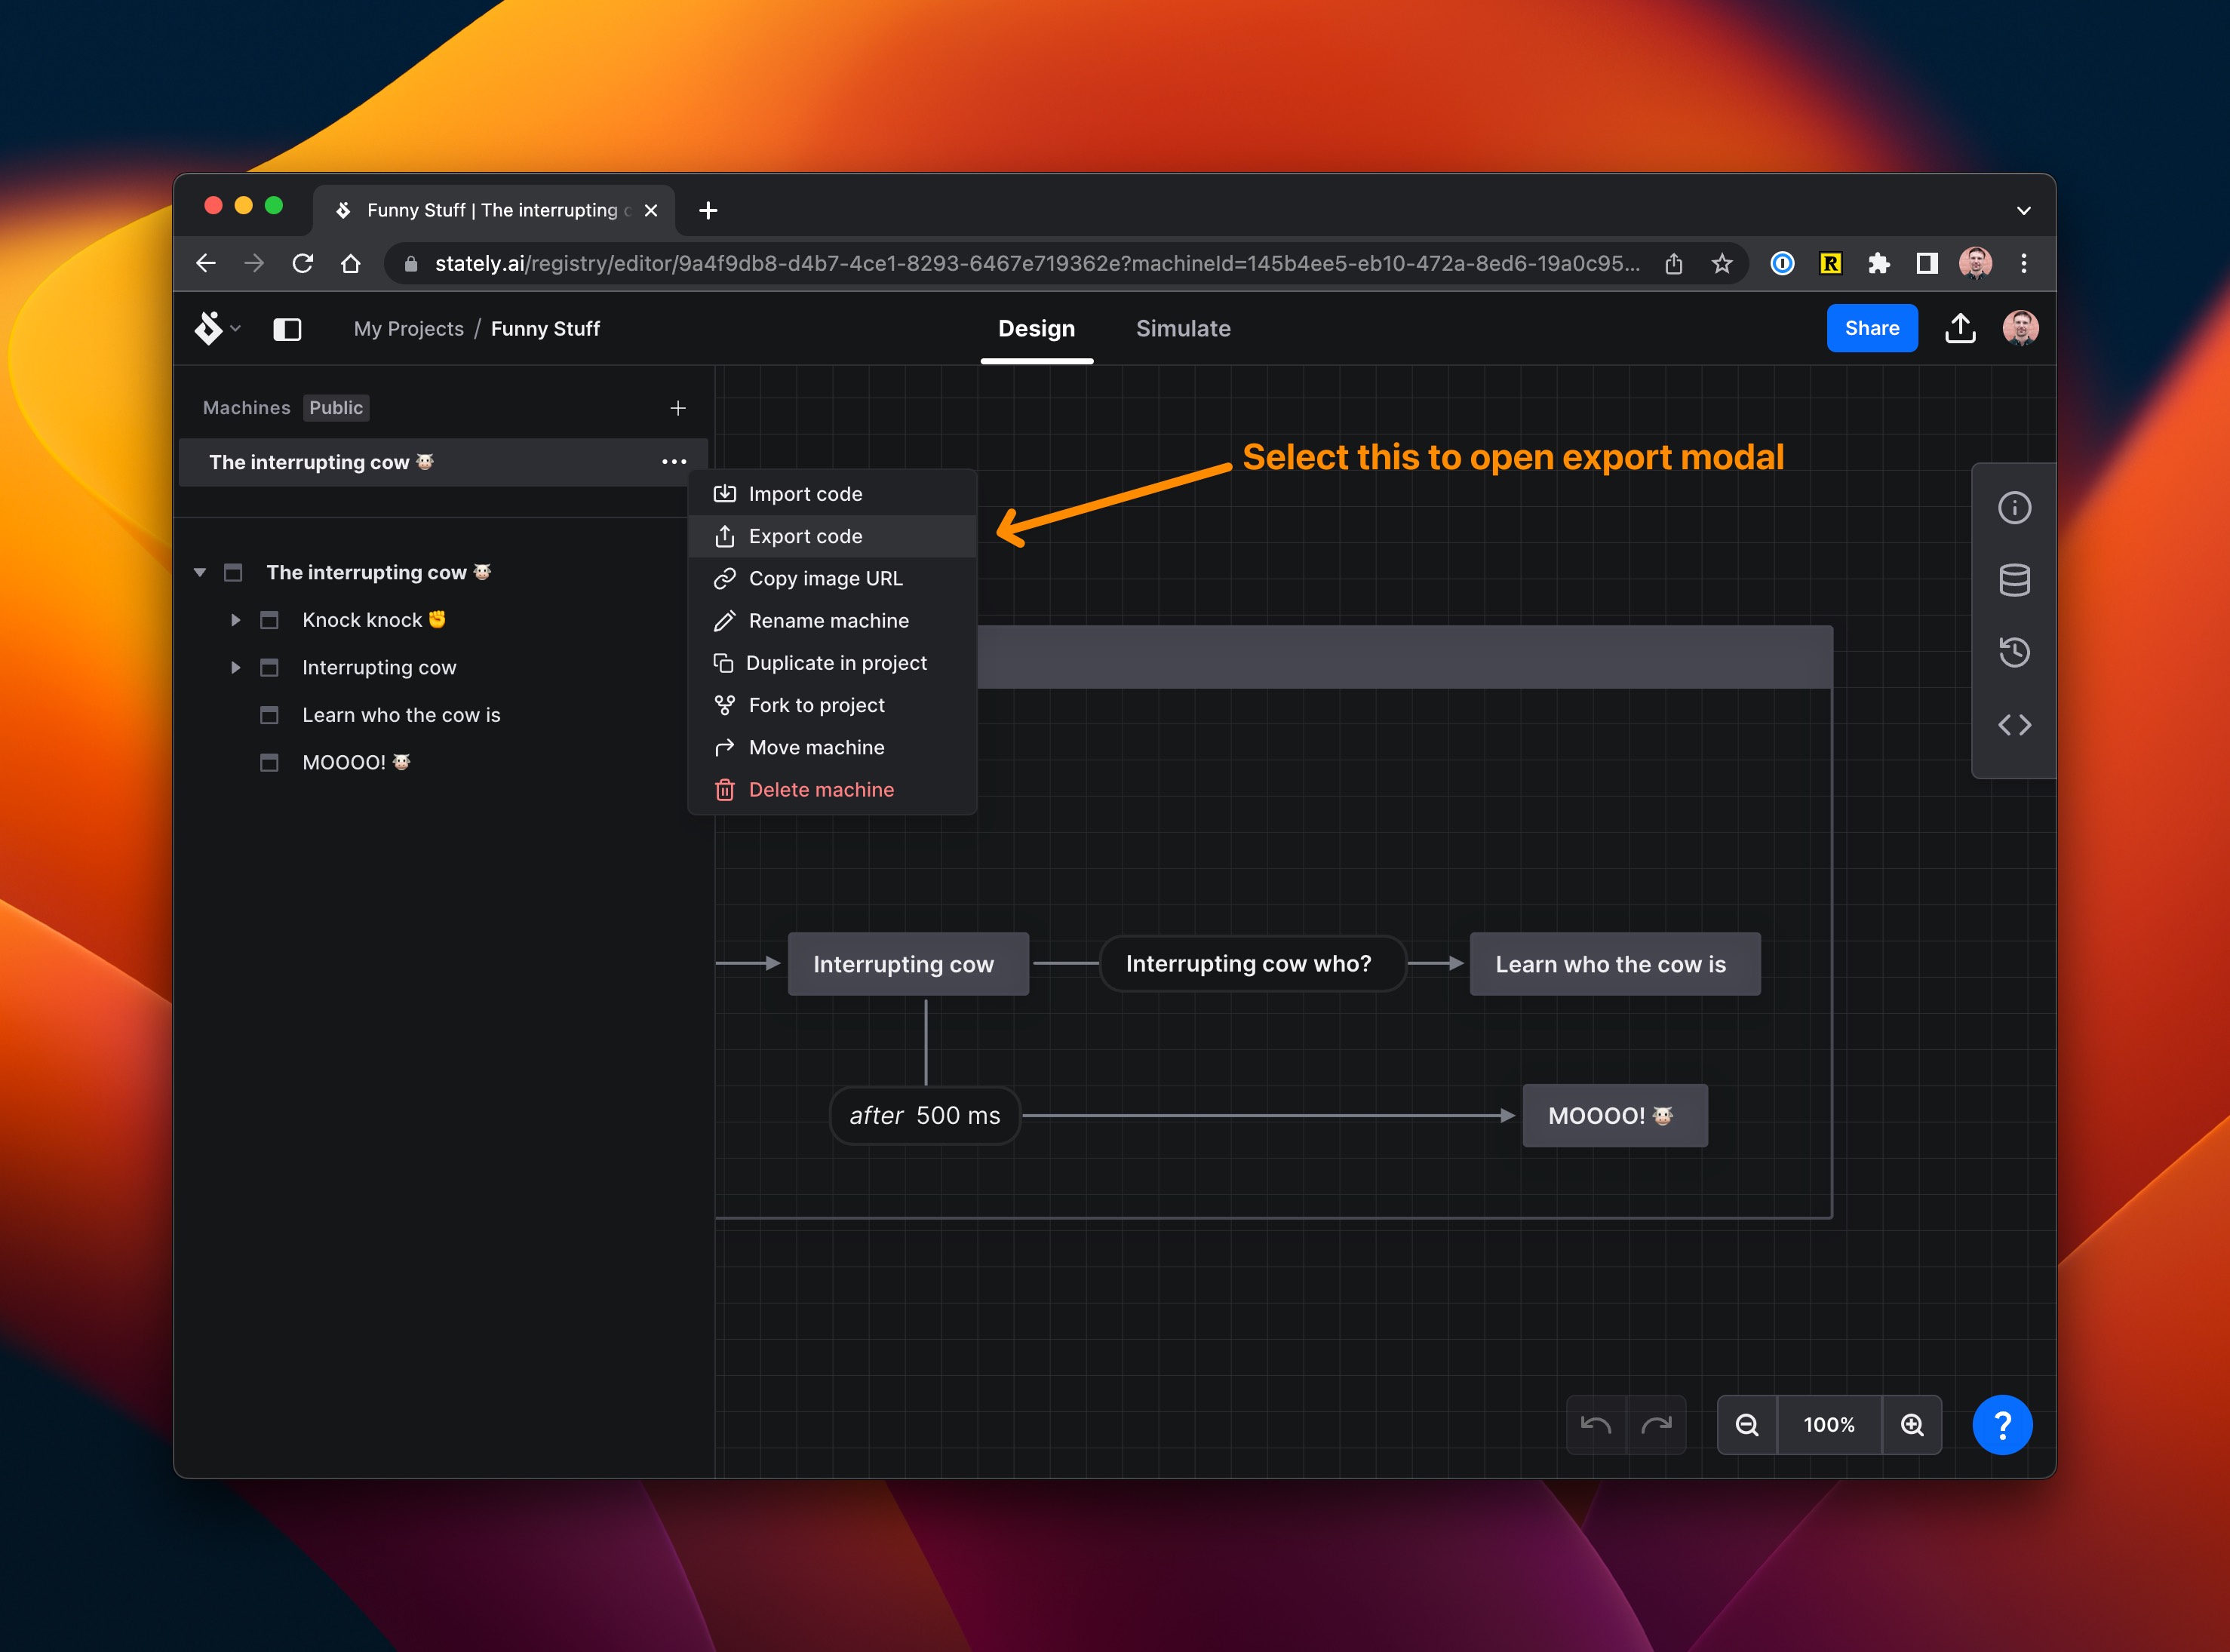 Funny Stuff | The interrupting c
stately.ai/registry/editor/9a4f9db8-d4b7-4ce1-8293-6467e719362e?machineId=145b4ee5-eb10-472a-8ed6-19a0c95...
R
My Projects / Funny Stuff
Design
Simulate
Share
Machines Public
The interrupting cow 🐮
Select this to open export modal
Import code
Export code
Copy image URL
Rename machine
Duplicate in project
Fork to project
Move machine
Delete machine
The interrupting cow 🐮
Knock knock ✊
Interrupting cow
Learn who the cow is
MOOOO! 🐮
Interrupting cow
Interrupting cow who?
Learn who the cow is
after 500 ms
MOOOO! 🐮
100%
?